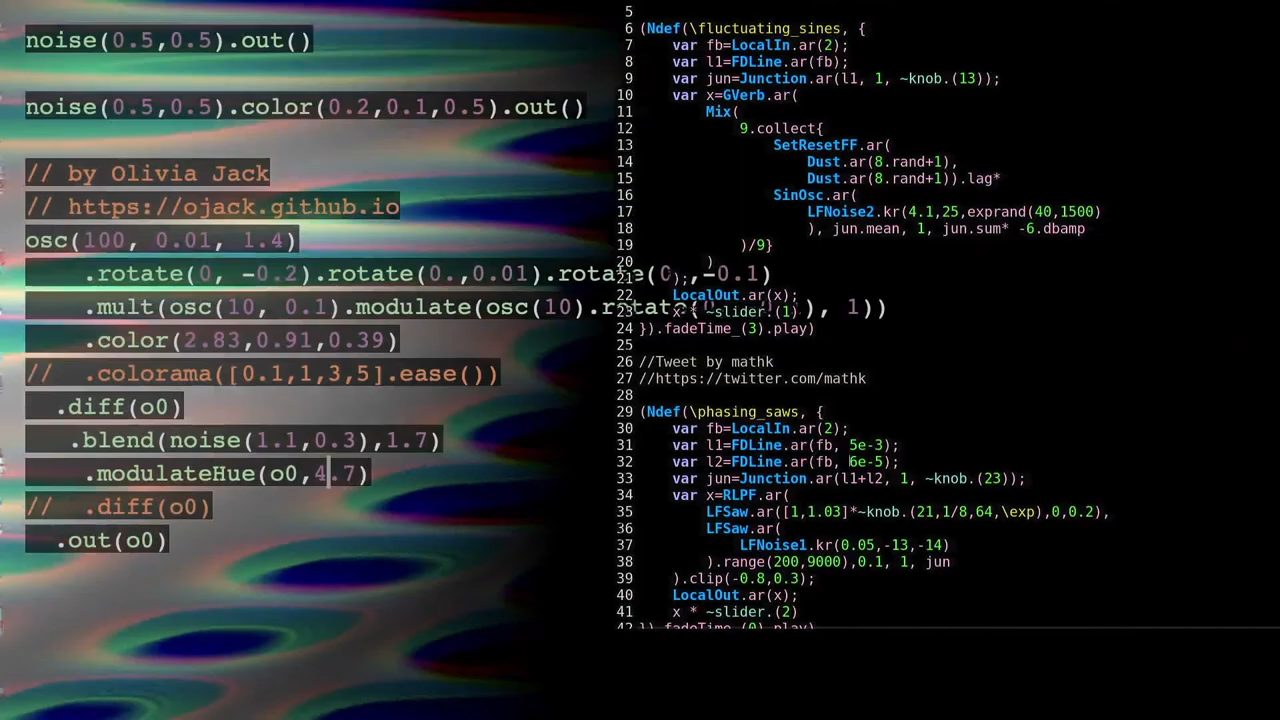 noise(0.5,0.5).out()
noise(0.5,0.5).color(0.2,0.1,0.5).out()
// by Olivia Jack
// https://ojack.github.io
osc(100, 0.01, 1.4)
.rotate(0, -0.2).rotate(0.,0.01).rotate(0 ,-0.1)
.mult(osc(10, 0.1).modulate(osc(10).rotate( ), 1))
.color(2.83,0.91,0.39)
// .colorama([0.1,1,3,5].ease())
.diff(o0)
.blend(noise(1.1,0.3),1.7)
.modulateHue(o0,4.7)
// .diff(o0)
.out(o0)
5
6 (Ndef(\fluctuating_sines, {
7 var fb=LocalIn.ar(2);
8 var l1=FDLine.ar(fb);
9 var jun=Junction.ar(l1, 1, ~knob.(13));
10 var x=GVerb.ar(
11 Mix(
12 9.collect{
13 SetResetFF.ar(
14 Dust.ar(8.rand+1),
15 Dust.ar(8.rand+1)).lag*
16 SinOsc.ar(
17 LFNoise2.kr(4.1,25,exprand(40,1500)
18 ), jun.mean, 1, jun.sum* -6.dbamp
19 )/9}
20 )
21 );
22 LocalOut.ar(x);
23 x * ~slider.(1)
24 }).fadeTime_(3).play)
25
26 //Tweet by mathk
27 //https://twitter.com/mathk
28
29 (Ndef(\phasing_saws, {
30 var fb=LocalIn.ar(2);
31 var l1=FDLine.ar(fb, 5e-3);
32 var l2=FDLine.ar(fb, 6e-5);
33 var jun=Junction.ar(l1+l2, 1, ~knob.(23));
34 var x=RLPF.ar(
35 LFSaw.ar([1,1.03]*~knob.(21,1/8,64,\exp),0,0.2),
36 LFSaw.ar(
37 LFNoise1.kr(0.05,-13,-14)
38 ).range(200,9000),0.1, 1, jun
39 ).clip(-0.8,0.3);
40 LocalOut.ar(x);
41 x * ~slider.(2)
42 }).fadeTime_(0).play)